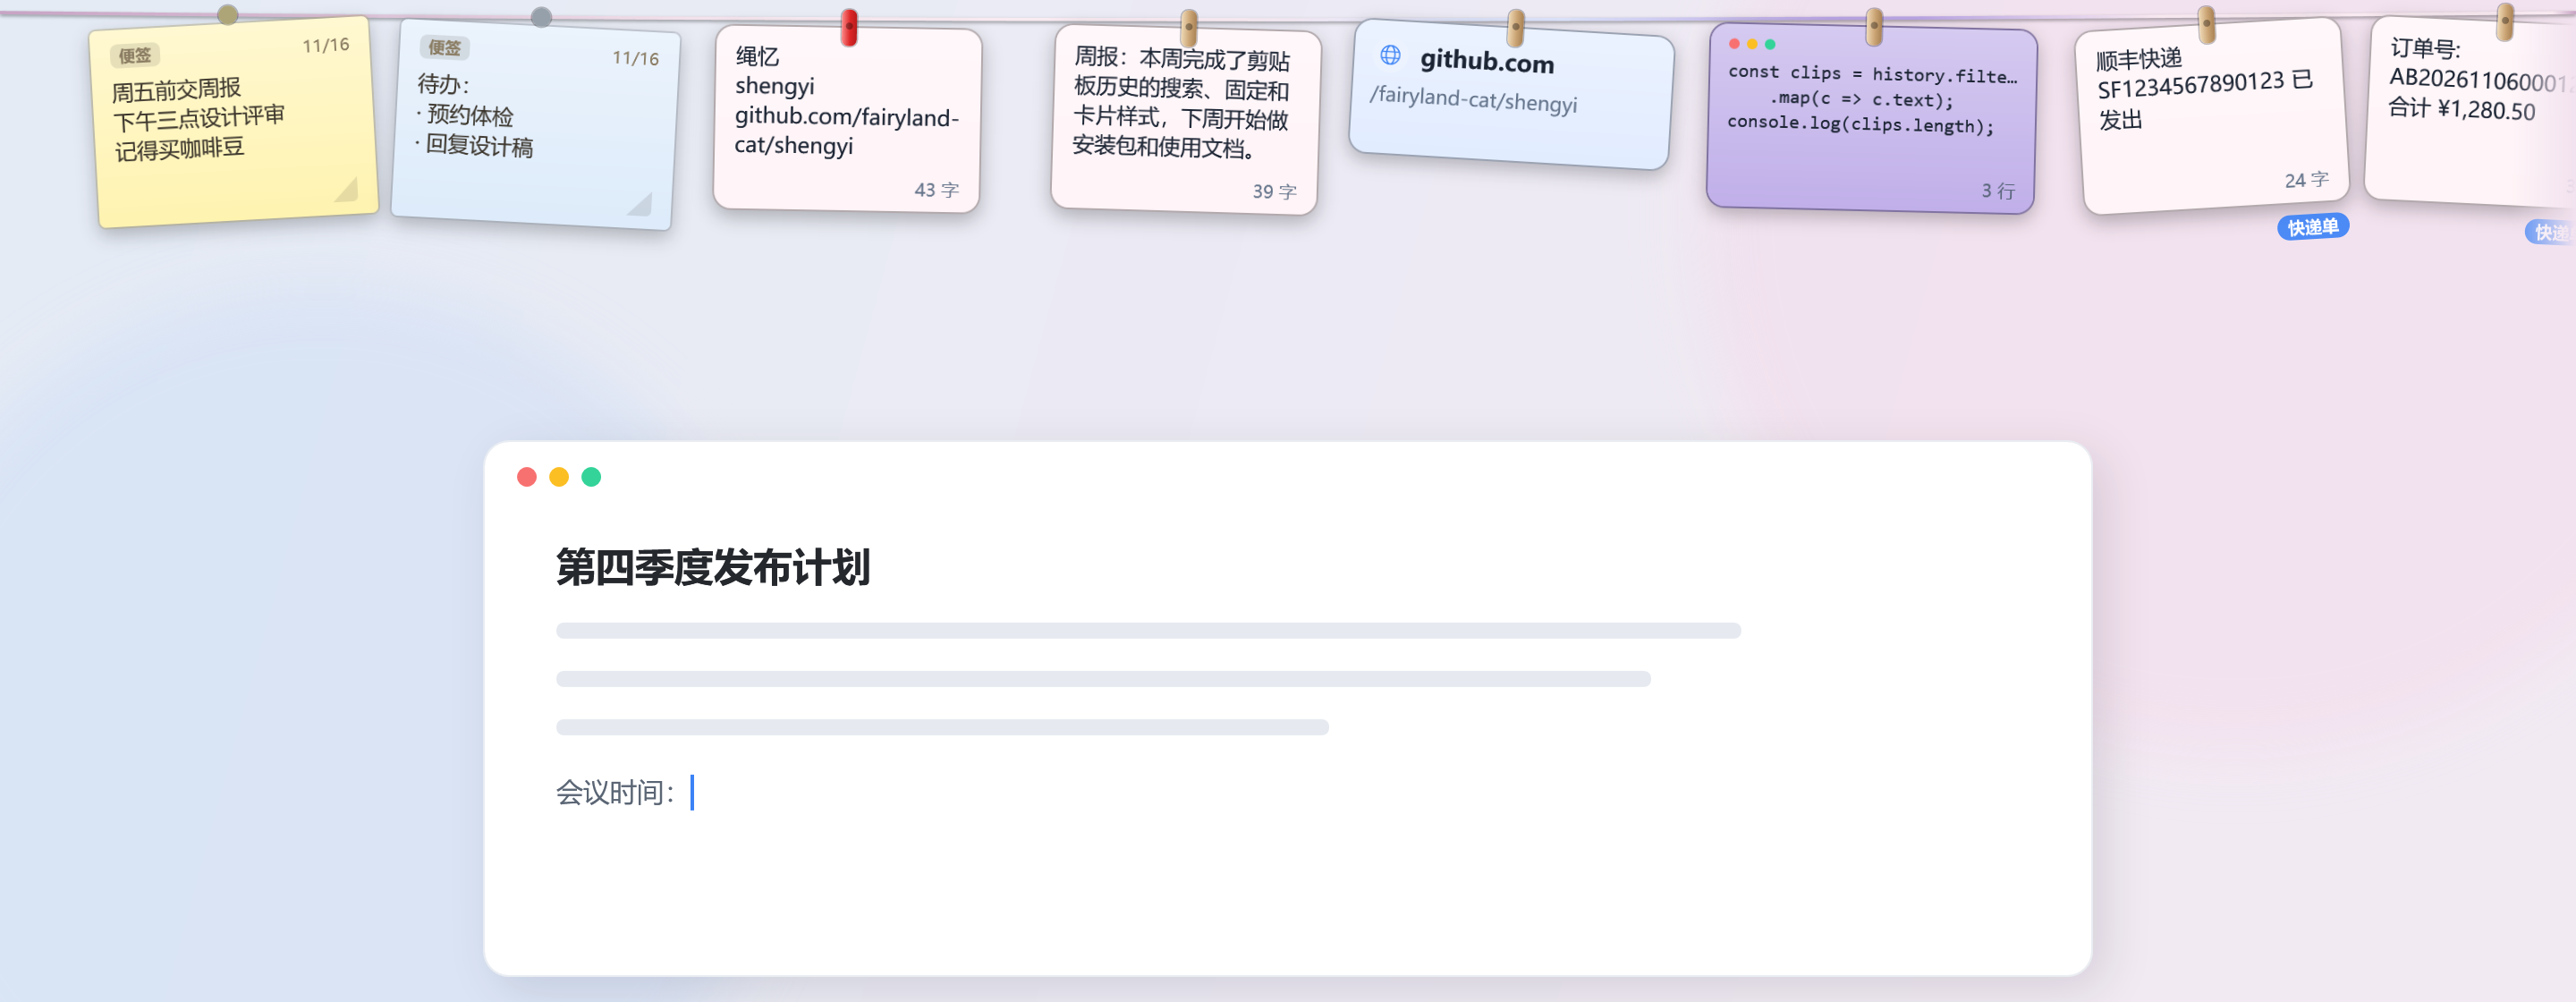 便签
11/16
周五前交周报
下午三点设计评审
记得买咖啡豆
便签
11/16
待办：
· 预约体检
· 回复设计稿
绳忆
shengyi
github.com/fairyland-
cat/shengyi
43 字
周报：本周完成了剪贴
板历史的搜索、固定和
卡片样式，下周开始做
安装包和使用文档。
39 字
github.com
/fairyland-cat/shengyi
const clips = history.filte…
.map(c => c.text);
console.log(clips.length);
3 行
顺丰快递
SF1234567890123 已
发出
24 字
快递单
订单号:
AB202611060001
合计 ¥1,280.50
快递
第四季度发布计划
会议时间：